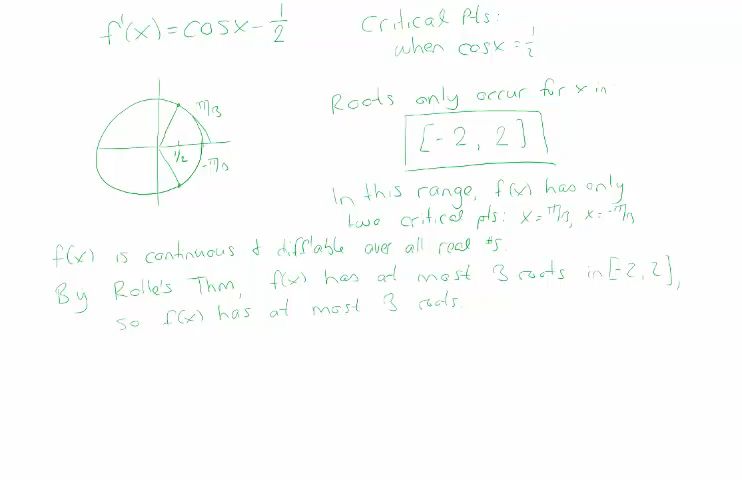 f'(x) = cosx - 1/2
Critical Pts:
when cosx = 1/2
π/3
1/2
-π/3
Roots only occur for x in
[-2, 2]
In this range, f(x) has only
two critical pts: x = π/3, x = -π/3
f(x) is continuous & diff'able over all real #s.
By Rolle's Thm, f(x) has at most 3 roots in [-2, 2],
so f(x) has at most 3 roots.